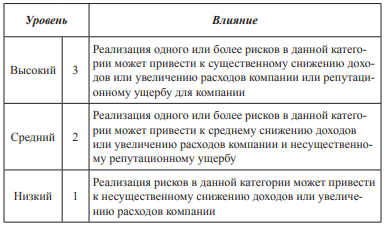 Уровень Влияние
Реализация одного или более рисков в данной катего-
Высокий 3 рии может привести к существенному снижению дохо-
дов или увеличению расходов компании или репутаци-
онному ущербу для компании
Реализация одного или более рисков в данной катего-
Средний 2 рии может привести к среднему снижению доходов
или увеличению расходов компании и несущественно-
му репутационному ущербу
Реализация рисков в данной категории может привести
Низкий 1 к несущественному снижению доходов или увеличе-
нию расходов компании